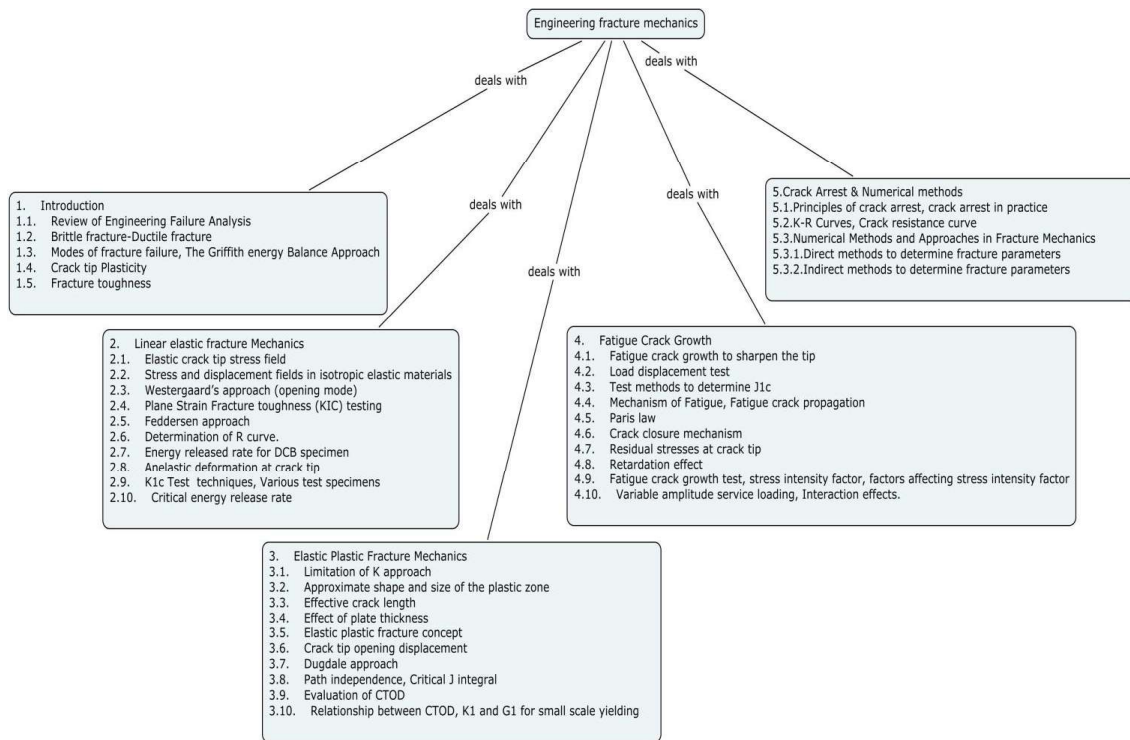 Engineering fracture mechanics
deals with
deals with
deals with
deals with
deals with
1. Introduction
1.1. Review of Engineering Failure Analysis
1.2. Brittle fracture-Ductile fracture
1.3. Modes of fracture failure, The Griffith energy Balance Approach
1.4. Crack tip Plasticity
1.5. Fracture toughness
2. Linear elastic fracture Mechanics
2.1. Elastic crack tip stress field
2.2. Stress and displacement fields in isotropic elastic materials
2.3. Westergaard's approach (opening mode)
2.4. Plane Strain Fracture toughness (KIC) testing
2.5. Feddersen approach
2.6. Determination of R curve.
2.7. Energy released rate for DCB specimen
2.8. Anelastic deformation at crack tip
2.9. K1c Test techniques, Various test specimens
2.10. Critical energy release rate
3. Elastic Plastic Fracture Mechanics
3.1. Limitation of K approach
3.2. Approximate shape and size of the plastic zone
3.3. Effective crack length
3.4. Effect of plate thickness
3.5. Elastic plastic fracture concept
3.6. Crack tip opening displacement
3.7. Dugdale approach
3.8. Path independence, Critical J integral
3.9. Evaluation of CTOD
3.10. Relationship between CTOD, K1 and G1 for small scale yielding
4. Fatigue Crack Growth
4.1. Fatigue crack growth to sharpen the tip
4.2. Load displacement test
4.3. Test methods to determine J1c
4.4. Mechanism of Fatigue, Fatigue crack propagation
4.5. Paris law
4.6. Crack closure mechanism
4.7. Residual stresses at crack tip
4.8. Retardation effect
4.9. Fatigue crack growth test, stress intensity factor, factors affecting stress intensity factor
4.10. Variable amplitude service loading, Interaction effects.
5.Crack Arrest & Numerical methods
5.1.Principles of crack arrest, crack arrest in practice
5.2.K-R Curves, Crack resistance curve
5.3.Numerical Methods and Approaches in Fracture Mechanics
5.3.1.Direct methods to determine fracture parameters
5.3.2.Indirect methods to determine fracture parameters